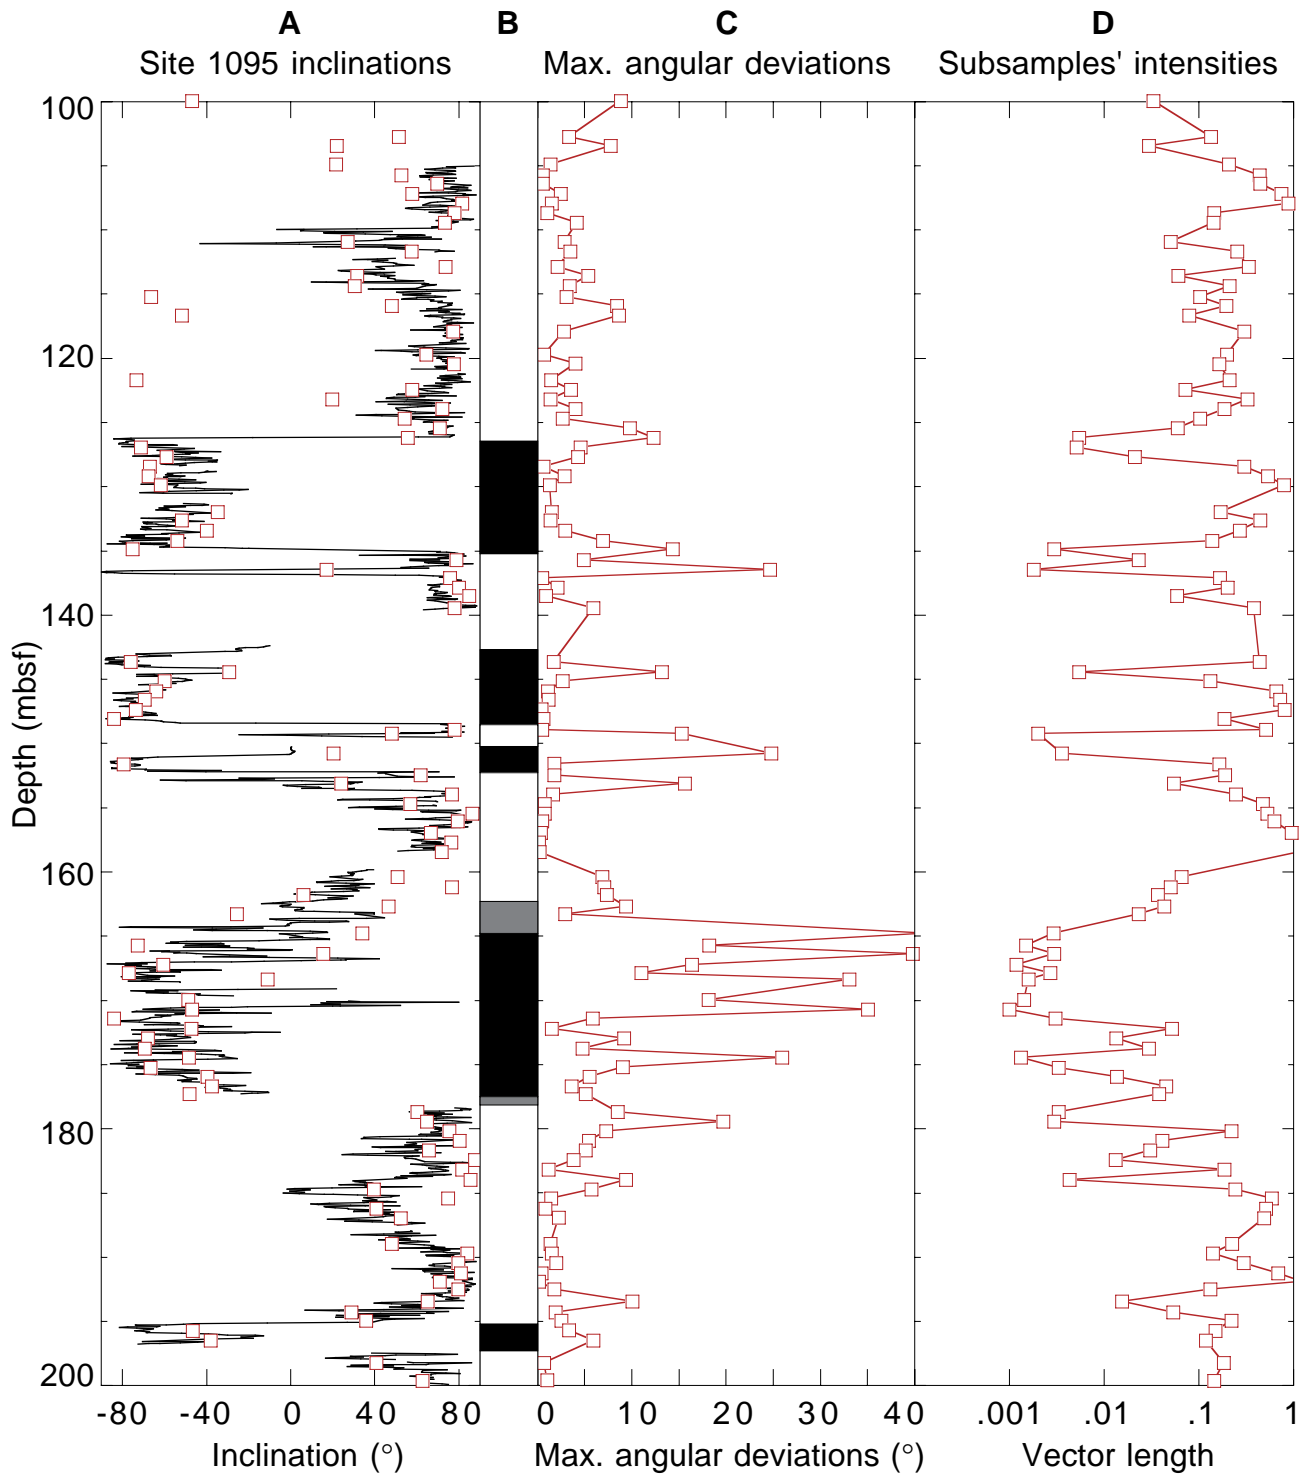 A B C D
Site 1095 inclinations Max. angular deviations Subsamples' intensities
100
120
140
160
180
200
Depth (mbsf)
-80 -40 0 40 80 0 10 20 30 40 .001 .01 .1 1
Inclination (°) Max. angular deviations (°) Vector length